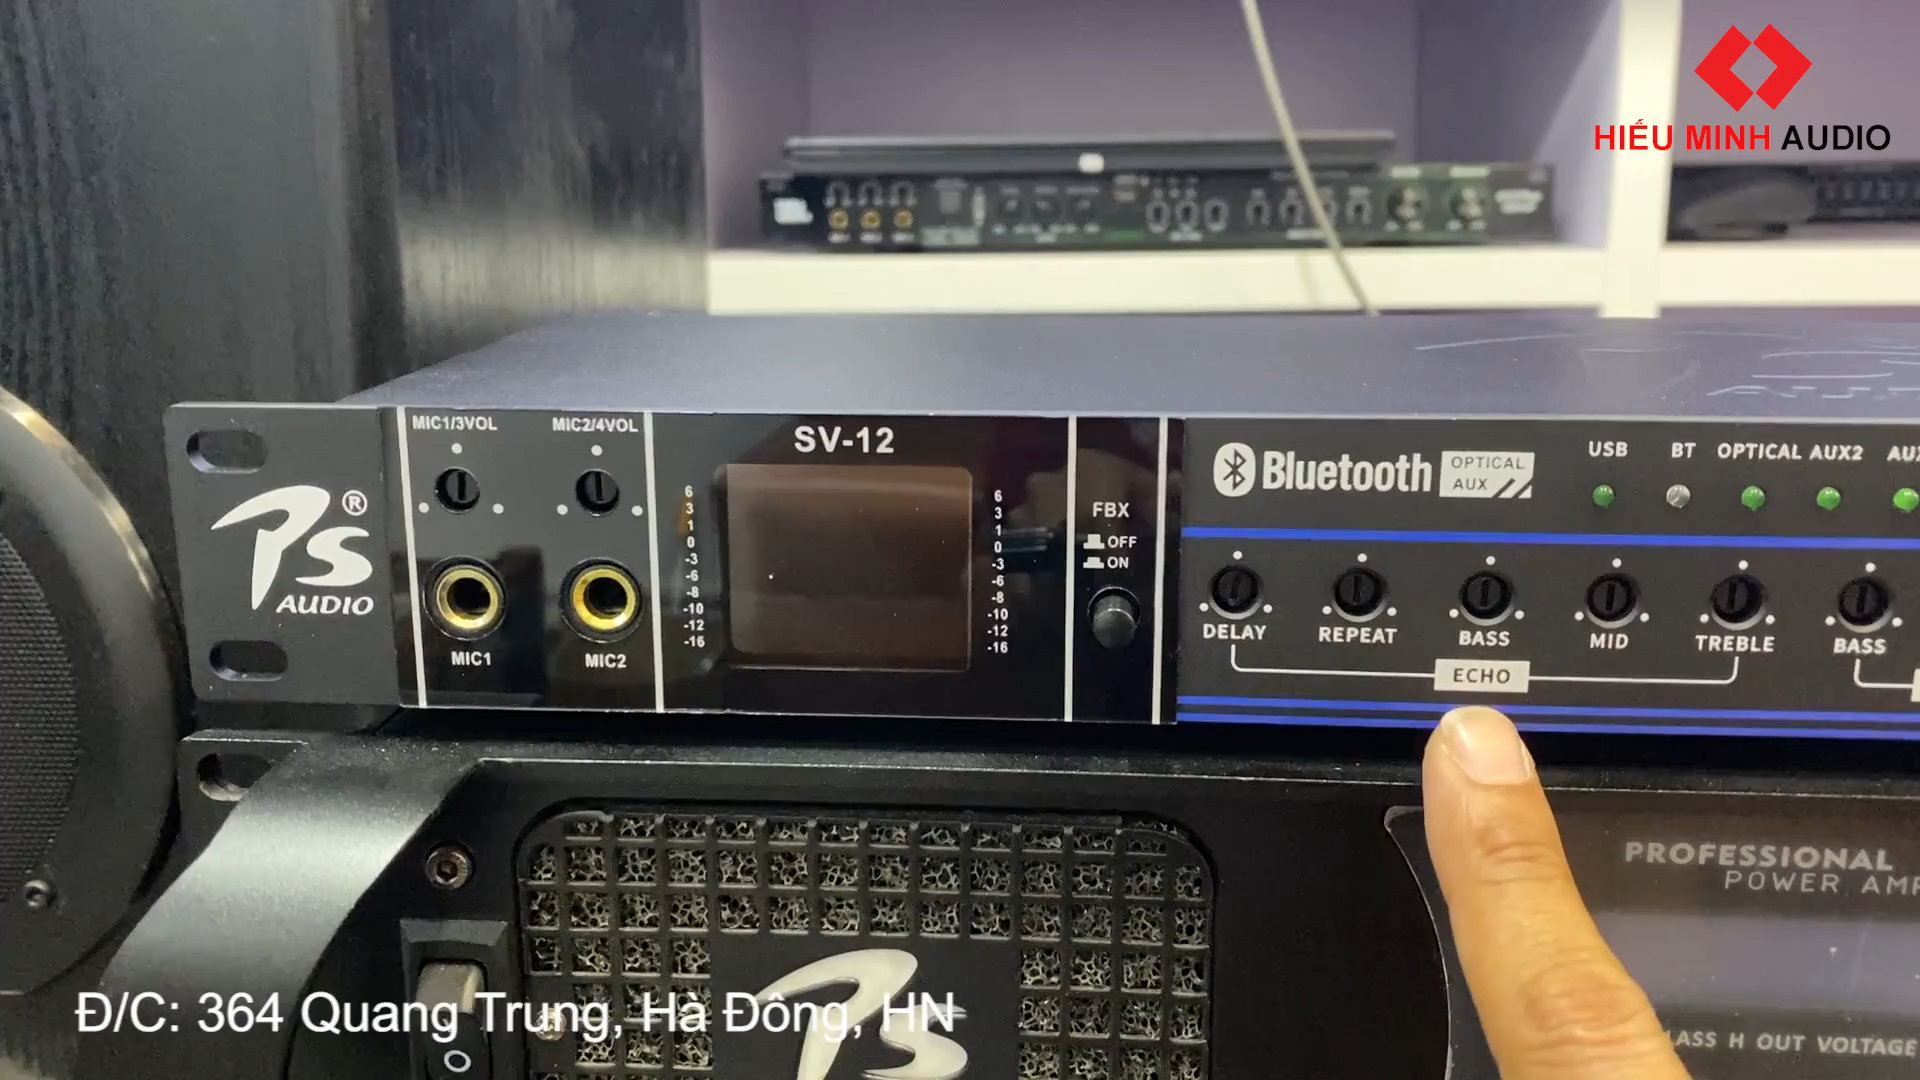 HIẾU MINH AUDIO
MIC1/3VOL
MIC2/4VOL
SV-12
6
3
1
0
-3
-6
-8
-10
-12
-16
6
3
1
0
-3
-6
-8
-10
-12
-16
FBX
OFF
ON
Bluetooth
OPTICAL
AUX
USB BT OPTICAL AUX2
PS
®
AUDIO
MIC1
MIC2
DELAY REPEAT BASS MID TREBLE BASS
ECHO
PROFESSIONAL
POWER
PS
OUT VOLTAGE
Đ/C: 364 Quang Trung, Hà Đông, HN